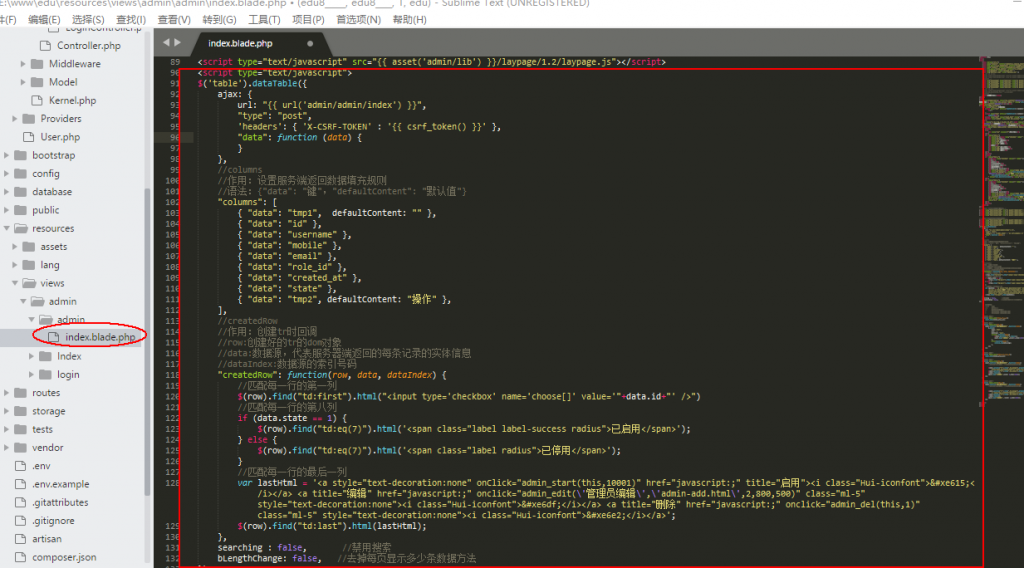 E:\www\edu\resources\views\admin\admin\index.blade.php • (edu8___, edu8___, 1, edu) - Sublime Text (UNREGISTERED)
件(F) 编辑(E) 选择(S) 查找(I) 查看(V) 转到(G) 工具(T) 项目(P) 首选项(N) 帮助(H)
LoginController.p
Controller.php
Middleware
Model
Kernel.php
Providers
User.php
bootstrap
config
database
public
resources
assets
lang
views
admin
admin
index.blade.php
Index
login
routes
storage
tests
vendor
.env
.env.example
.gitattributes
.gitignore
artisan
composer.json
index.blade.php
89 <script type="text/javascript" src="{{ asset('admin/lib') }}/laypage/1.2/laypage.js"></script>
90 <script type="text/javascript">
91 $('table').dataTable({
92 ajax: {
93 url: "{{ url('admin/admin/index') }}",
94 "type": "post",
95 'headers': { 'X-CSRF-TOKEN' : '{{ csrf_token() }}' },
96 "data": function (data) {
97 }
98 },
99 //columns
100 //作用：设置服务端返回数据填充规则
101 //语法：{"data": "键", "defaultContent": "默认值"}
102 "columns": [
103 { "data": "tmp1", defaultContent: "" },
104 { "data": "id" },
105 { "data": "username" },
106 { "data": "mobile" },
107 { "data": "email" },
108 { "data": "role_id" },
109 { "data": "created_at" },
110 { "data": "state" },
111 { "data": "tmp2", defaultContent: "操作" },
112 ],
113 //createdRow
114 //作用：创建tr时回调
115 //row:创建好的tr的dom对象
116 //data:数据源，代表服务器端返回的每条记录的实体信息
117 //dataIndex:数据源的索引号码
118 "createdRow": function(row, data, dataIndex) {
119 //匹配每一行的第一列
120 $(row).find("td:first").html("<input type='checkbox' name='choose[]' value='"+data.id+"' />")
121 //匹配每一行的第八列
122 if (data.state == 1) {
123 $(row).find("td:eq(7)").html('<span class="label label-success radius">已启用</span>');
124 } else {
125 $(row).find("td:eq(7)").html('<span class="label radius">已停用</span>');
126 }
127 //匹配每一行的最后一列
128 var lastHtml = '<a style="text-decoration:none" onclick="admin_start(this,10001)" href="javascript:;" title="启用"><i class="Hui-iconfont">&#xe615;<
/i></a> <a title="编辑" href="javascript:;" onclick="admin_edit(\'管理员编辑\',\'admin-add.html\',2,800,500)" class="ml-5"
style="text-decoration:none"><i class="Hui-iconfont">&#xe6df;</i></a> <a title="删除" href="javascript:;" onclick="admin_del(this,1)"
class="ml-5" style="text-decoration:none"><i class="Hui-iconfont">&#xe6e2;</i></a>';
129 $(row).find("td:last").html(lastHtml);
130 },
131 searching : false, //禁用搜索
132 bLengthChange: false, //去掉每页显示多少条数据方法